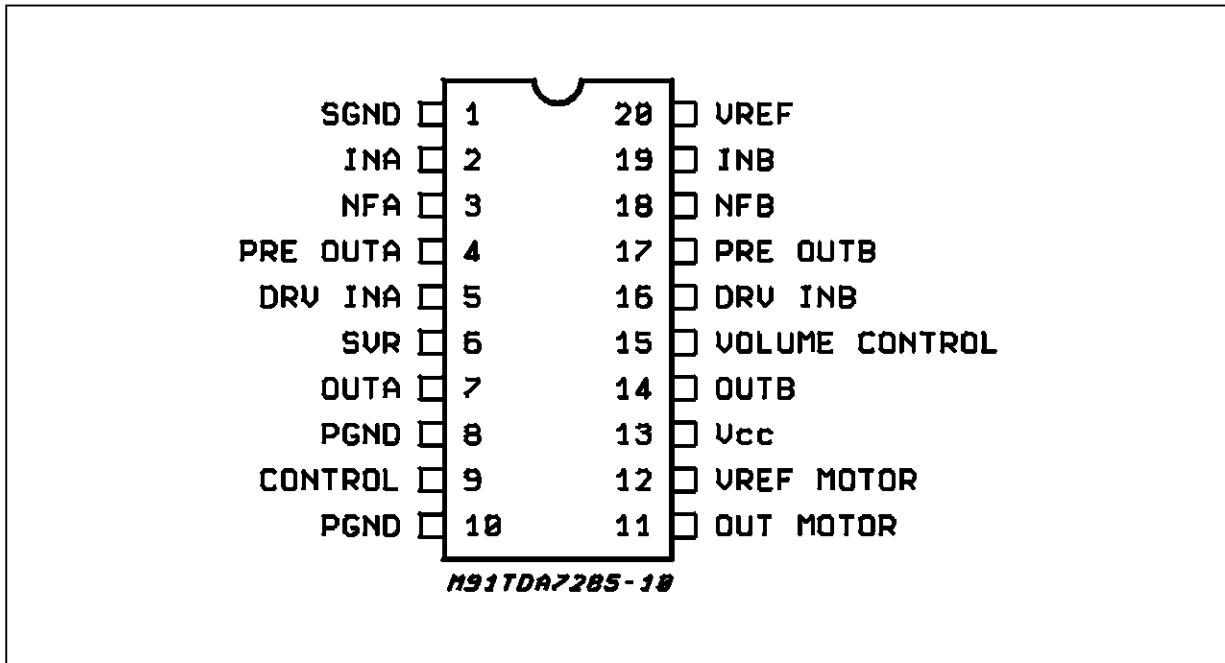 SGND 1 20 VREF
INA 2 19 INB
NFA 3 18 NFB
PRE OUTA 4 17 PRE OUTB
DRV INA 5 16 DRV INB
SVR 6 15 VOLUME CONTROL
OUTA 7 14 OUTB
PGND 8 13 Vcc
CONTROL 9 12 VREF MOTOR
PGND 10 11 OUT MOTOR
M91TDA7285-10